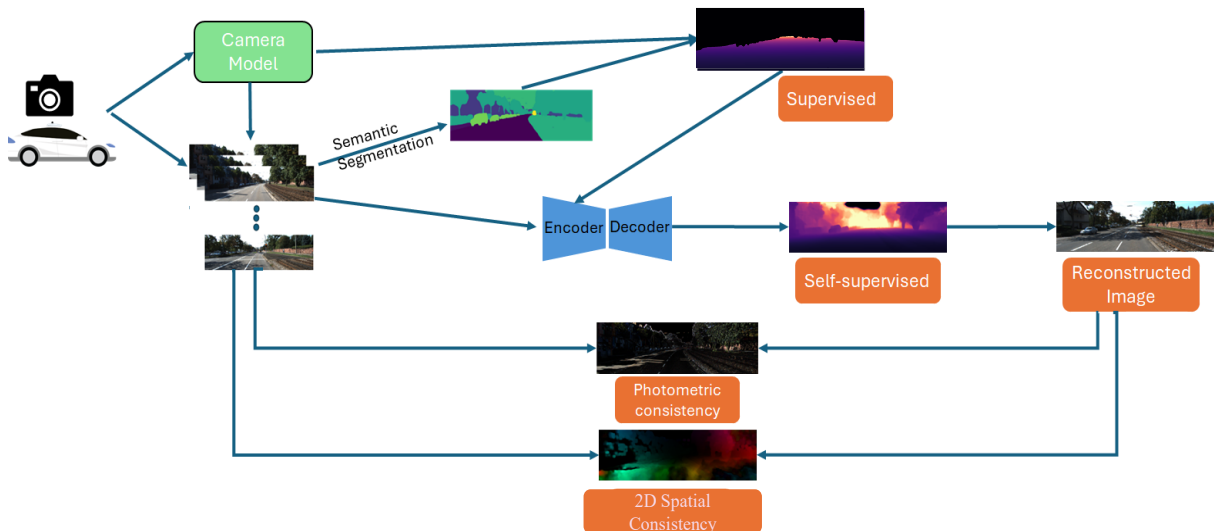 Camera
Model
Supervised
Semantic
Segmentation
Encoder
Decoder
Self-supervised
Reconstructed
Image
Photometric
consistency
2D Spatial
Consistency